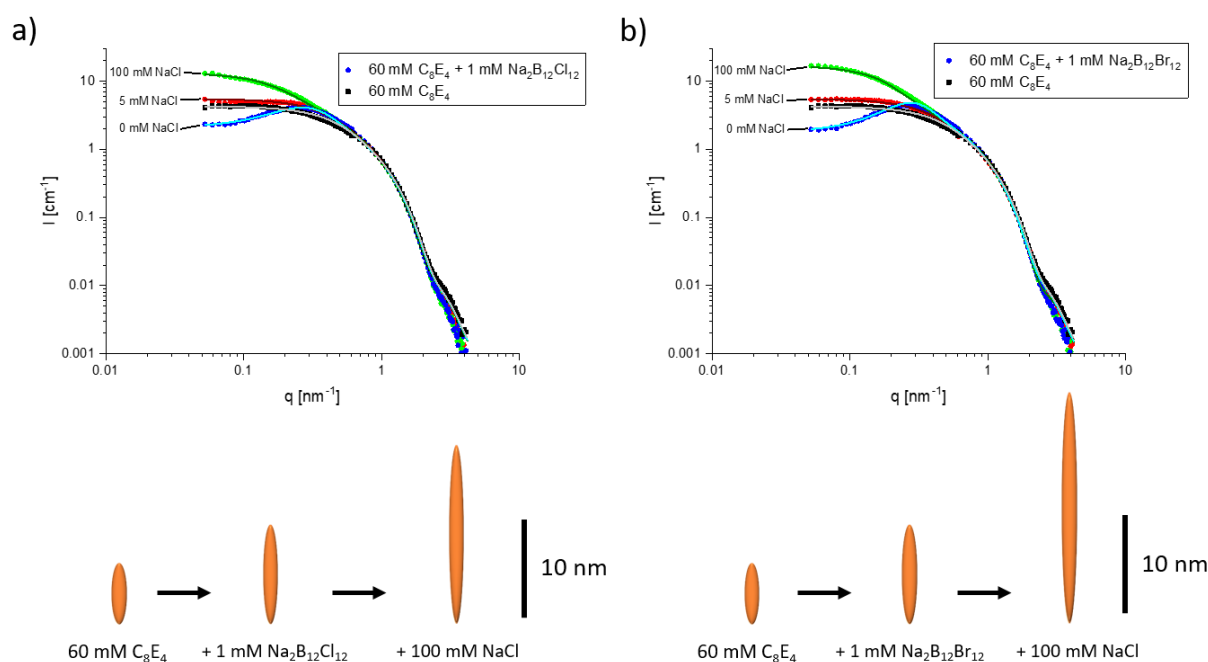 a)
100 mM NaCl
5 mM NaCl
0 mM NaCl
60 mM C₈E₄ + 1 mM Na₂B₁₂Cl₁₂
60 mM C₈E₄
I [cm⁻¹]
10
1
0.1
0.01
0.001
0.01
0.1
1
10
q [nm⁻¹]
10 nm
60 mM C₈E₄
+ 1 mM Na₂B₁₂Cl₁₂
+ 100 mM NaCl
b)
100 mM NaCl
5 mM NaCl
0 mM NaCl
60 mM C₈E₄ + 1 mM Na₂B₁₂Br₁₂
60 mM C₈E₄
I [cm⁻¹]
10
1
0.1
0.01
0.001
0.01
0.1
1
10
q [nm⁻¹]
10 nm
60 mM C₈E₄
+ 1 mM Na₂B₁₂Br₁₂
+ 100 mM NaCl